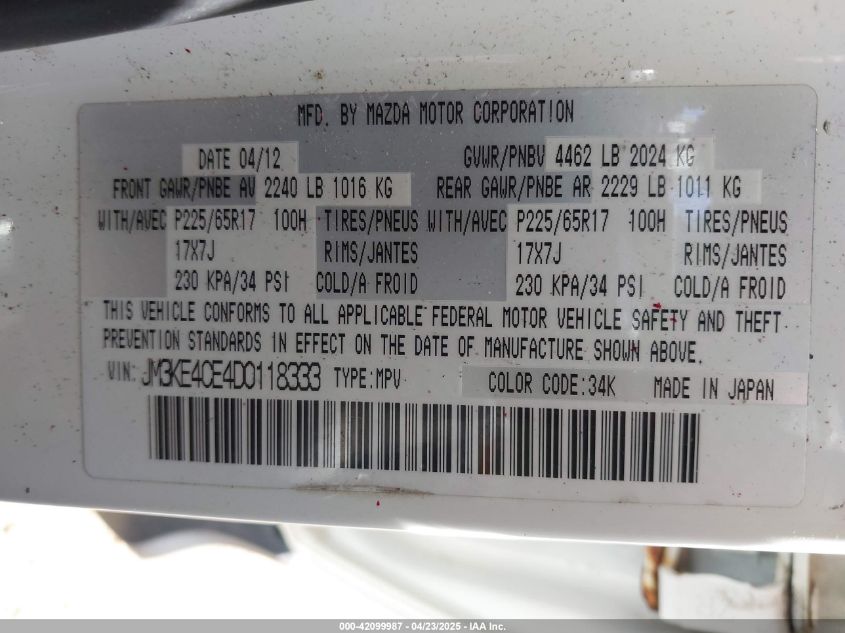 MFD. BY MAZDA MOTOR CORPORATION
DATE 04/12 GVWR/PNBV 4462 LB 2024 KG
FRONT GAWR/PNBE AV 2240 LB 1016 KG REAR GAWR/PNBE AR 2229 LB 1011 KG
WITH/AVEC P225/65R17 100H TIRES/PNEUS WITH/AVEC P225/65R17 100H TIRES/PNEUS
17X7J RIMS/JANTES 17X7J RIMS/JANTES
230 KPA/34 PSI COLD/A FROID 230 KPA/34 PSI COLD/A FROID
THIS VEHICLE CONFORMS TO ALL APPLICABLE FEDERAL MOTOR VEHICLE SAFETY AND THEFT
PREVENTION STANDARDS IN EFFECT ON THE DATE OF MANUFACTURE SHOWN ABOVE.
VIN: JM3KE4CE4D0118333 TYPE:MPV COLOR CODE:34K MADE IN JAPAN
000-42099987 - 04/23/2025 - IAA Inc.